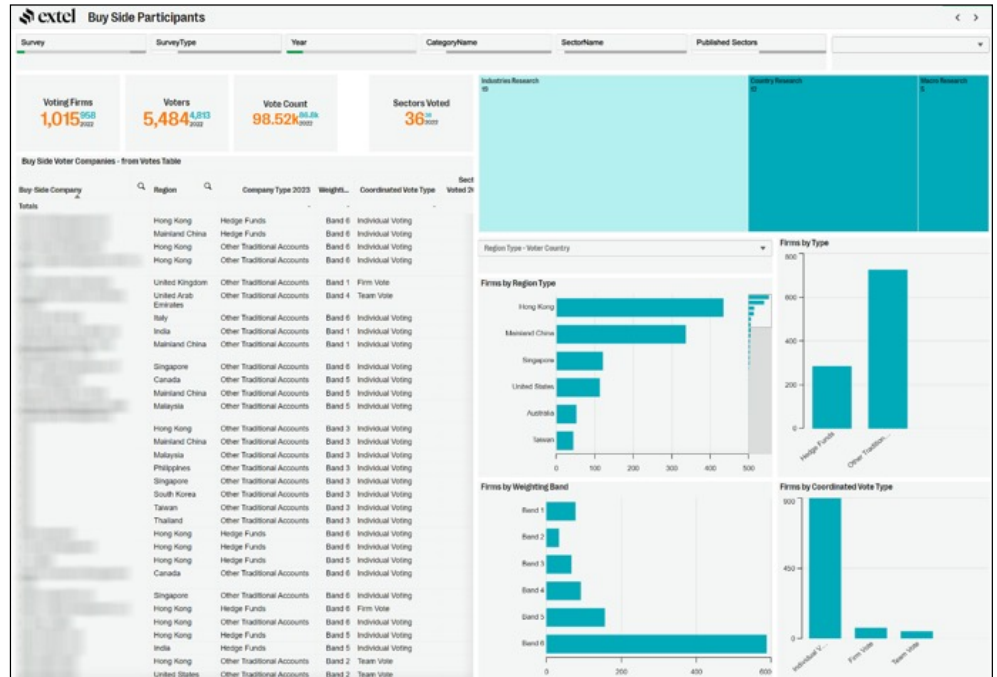 extel Buy Side Participants
Survey
SurveyType
Year
CategoryName
SectorName
Published Sectors
Voting Firms
1,015 958
2022
Voters
5,484 4,813
2022
Vote Count
98.52k
2022
Sectors Voted
36
2022
Buy Side Voter Companies - from Votes Table
Buy-Side Company Region Company Type 2023 Weighti... Coordinated Vote Type Sect
Voted 2
Totals - - -
Hong Kong Hedge Funds Band 6 Individual Voting
Mainland China Hedge Funds Band 6 Individual Voting
Hong Kong Other Traditional Accounts Band 6 Individual Voting
Hong Kong Other Traditional Accounts Band 6 Individual Voting
United Kingdom Other Traditional Accounts Band 1 Firm Vote
United Arab Other Traditional Accounts Band 4 Team Vote
Emirates
Italy Other Traditional Accounts Band 6 Individual Voting
India Other Traditional Accounts Band 1 Individual Voting
Mainland China Other Traditional Accounts Band 1 Individual Voting
Singapore Other Traditional Accounts Band 6 Individual Voting
Canada Other Traditional Accounts Band 5 Individual Voting
Mainland China Other Traditional Accounts Band 5 Individual Voting
Malaysia Other Traditional Accounts Band 5 Individual Voting
Hong Kong Other Traditional Accounts Band 3 Individual Voting
Mainland China Other Traditional Accounts Band 3 Individual Voting
Malaysia Other Traditional Accounts Band 3 Individual Voting
Philippines Other Traditional Accounts Band 3 Individual Voting
Singapore Other Traditional Accounts Band 3 Individual Voting
South Korea Other Traditional Accounts Band 3 Individual Voting
Taiwan Other Traditional Accounts Band 3 Individual Voting
Thailand Other Traditional Accounts Band 3 Individual Voting
Hong Kong Hedge Funds Band 6 Individual Voting
Hong Kong Hedge Funds Band 6 Individual Voting
Hong Kong Hedge Funds Band 5 Individual Voting
Canada Other Traditional Accounts Band 6 Individual Voting
Singapore Other Traditional Accounts Band 6 Individual Voting
Hong Kong Hedge Funds Band 6 Firm Vote
Hong Kong Other Traditional Accounts Band 6 Individual Voting
Hong Kong Hedge Funds Band 5 Individual Voting
India Hedge Funds Band 5 Individual Voting
Hong Kong Other Traditional Accounts Band 2 Team Vote
United States Other Traditional Accounts Band 2 Team Vote
Industries Research
19
Country Research
12
Macro Research
5
Region Type - Voter Country
Firms by Region Type
Hong Kong
Mainland China
Singapore
United States
Australia
Taiwan
0 100 200 300 400 500
Firms by Type
800
600
400
200
0
Hedge Funds
Other Tradition...
Firms by Weighting Band
Band 1
Band 2
Band 3
Band 4
Band 5
Band 6
0 200 400 600
Firms by Coordinated Vote Type
900
450
0
Individual V...
Firm Vote
Team Vote